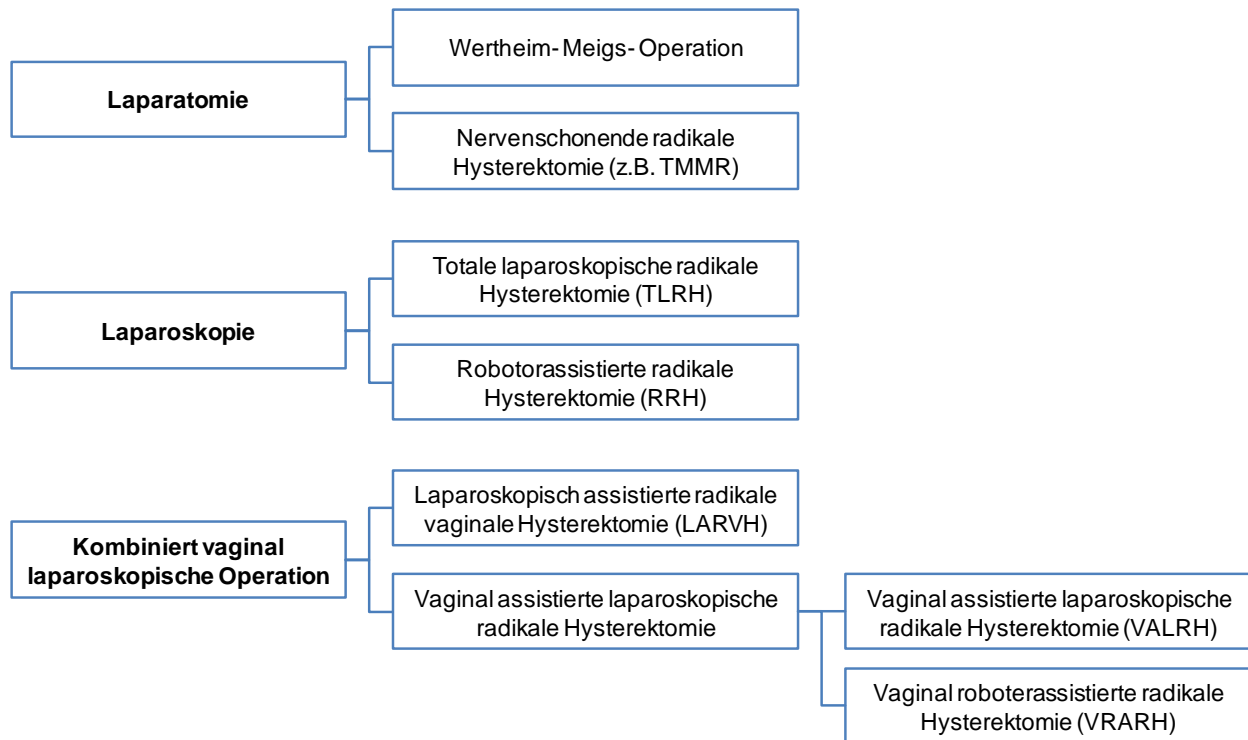 Laparatomie
Wertheim-Meigs-Operation
Nervenschonende radikale
Hysterektomie (z.B. TMMR)
Laparoskopie
Totale laparoskopische radikale
Hysterektomie (TLRH)
Robotorassistierte radikale
Hysterektomie (RRH)
Kombiniert vaginal
laparoskopische Operation
Laparoskopisch assistierte radikale
vaginale Hysterektomie (LARVH)
Vaginal assistierte laparoskopische
radikale Hysterektomie
Vaginal assistierte laparoskopische
radikale Hysterektomie (VALRH)
Vaginal roboterassistierte radikale
Hysterektomie (VRARH)